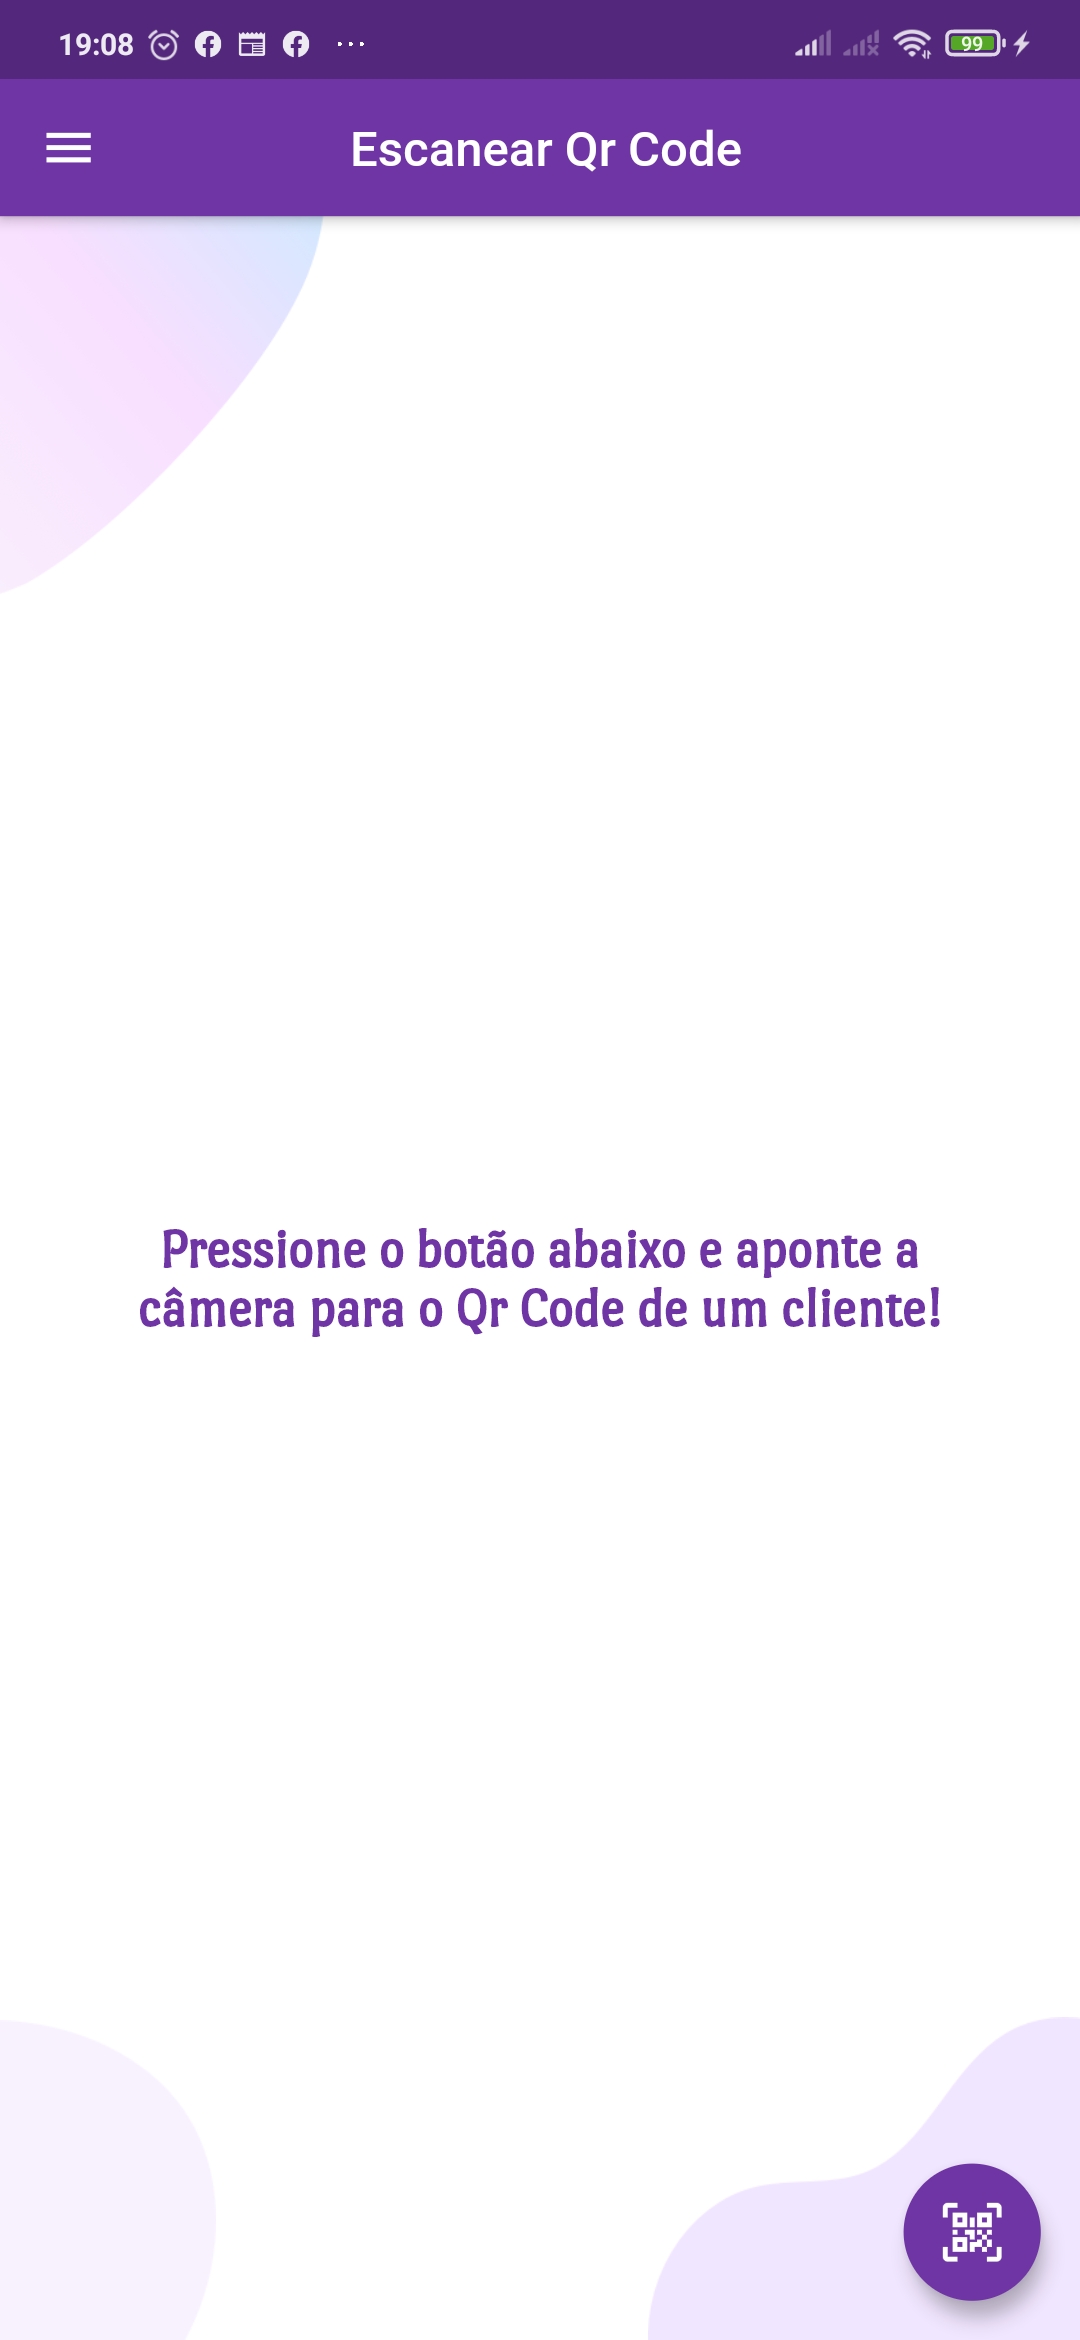 19:08
99
Escanear Qr Code
Pressione o botão abaixo e aponte a
câmera para o Qr Code de um cliente!